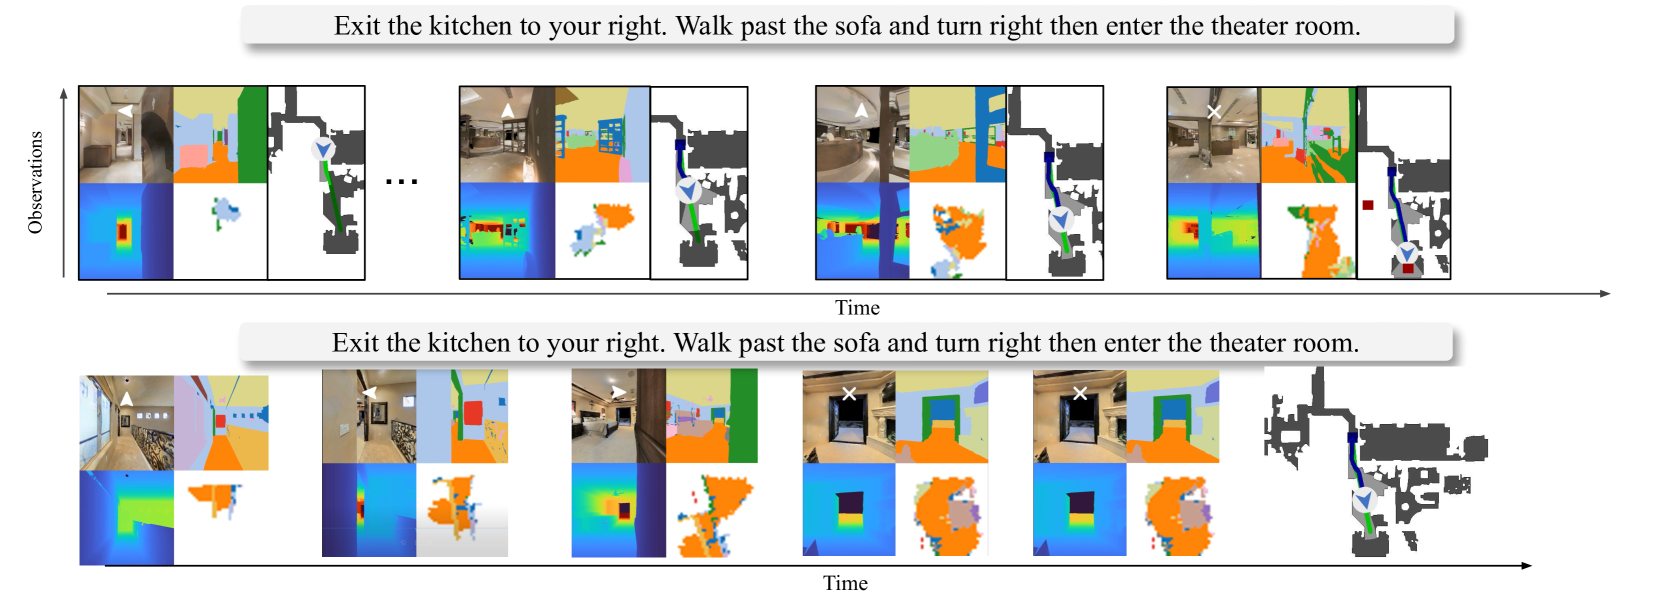 Exit the kitchen to your right. Walk past the sofa and turn right then enter the theater room.
Observations
...
Time
Exit the kitchen to your right. Walk past the sofa and turn right then enter the theater room.
Time